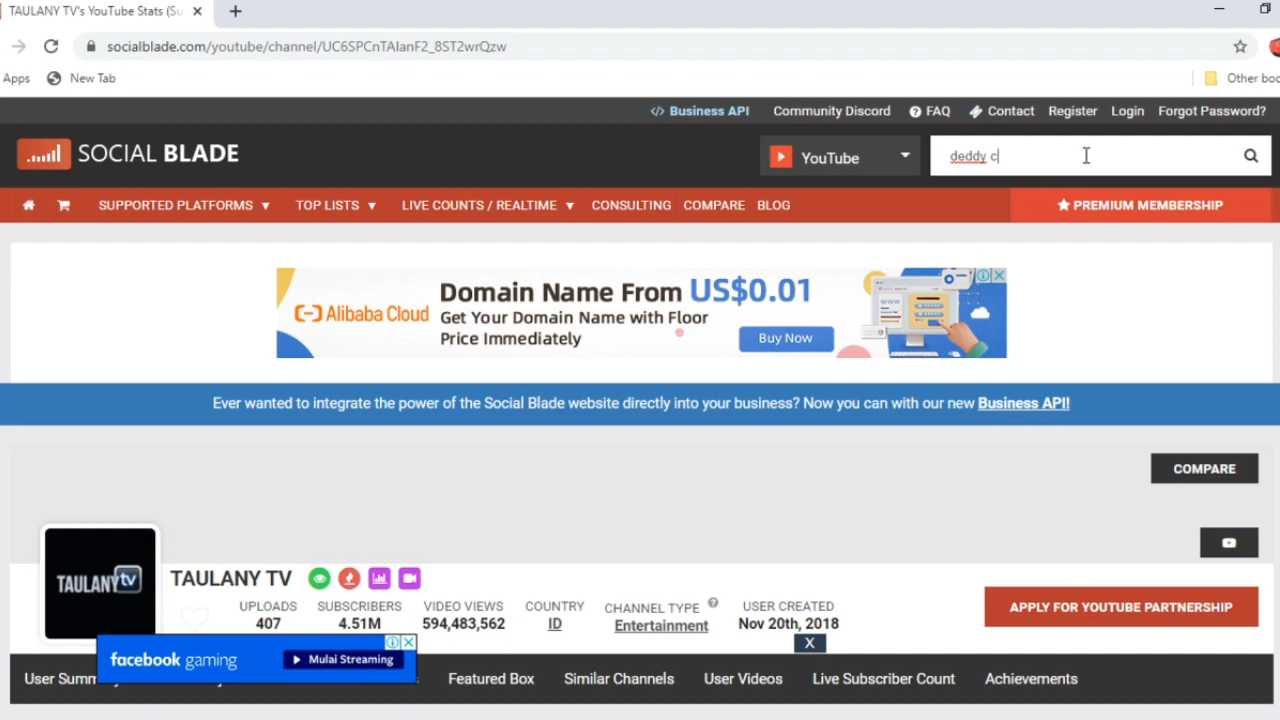 TAULANY TV's YouTube Stats (Su
socialblade.com/youtube/channel/UC6SPCnTAIanF2_8ST2wrQzw
Apps New Tab Other boo
</> Business API Community Discord FAQ Contact Register Login Forgot Password?
SOCIAL BLADE YouTube deddy c
SUPPORTED PLATFORMS TOP LISTS LIVE COUNTS / REALTIME CONSULTING COMPARE BLOG PREMIUM MEMBERSHIP
Alibaba Cloud
Domain Name From US$0.01
Get Your Domain Name with Floor
Price Immediately
Buy Now
Ever wanted to integrate the power of the Social Blade website directly into your business? Now you can with our new Business API!
COMPARE
TAULANY tv
TAULANY TV
UPLOADS SUBSCRIBERS VIDEO VIEWS COUNTRY CHANNEL TYPE USER CREATED
407 4.51M 594,483,562 ID Entertainment Nov 20th, 2018
APPLY FOR YOUTUBE PARTNERSHIP
X
facebook gaming Mulai Streaming
User Summ Featured Box Similar Channels User Videos Live Subscriber Count Achievements